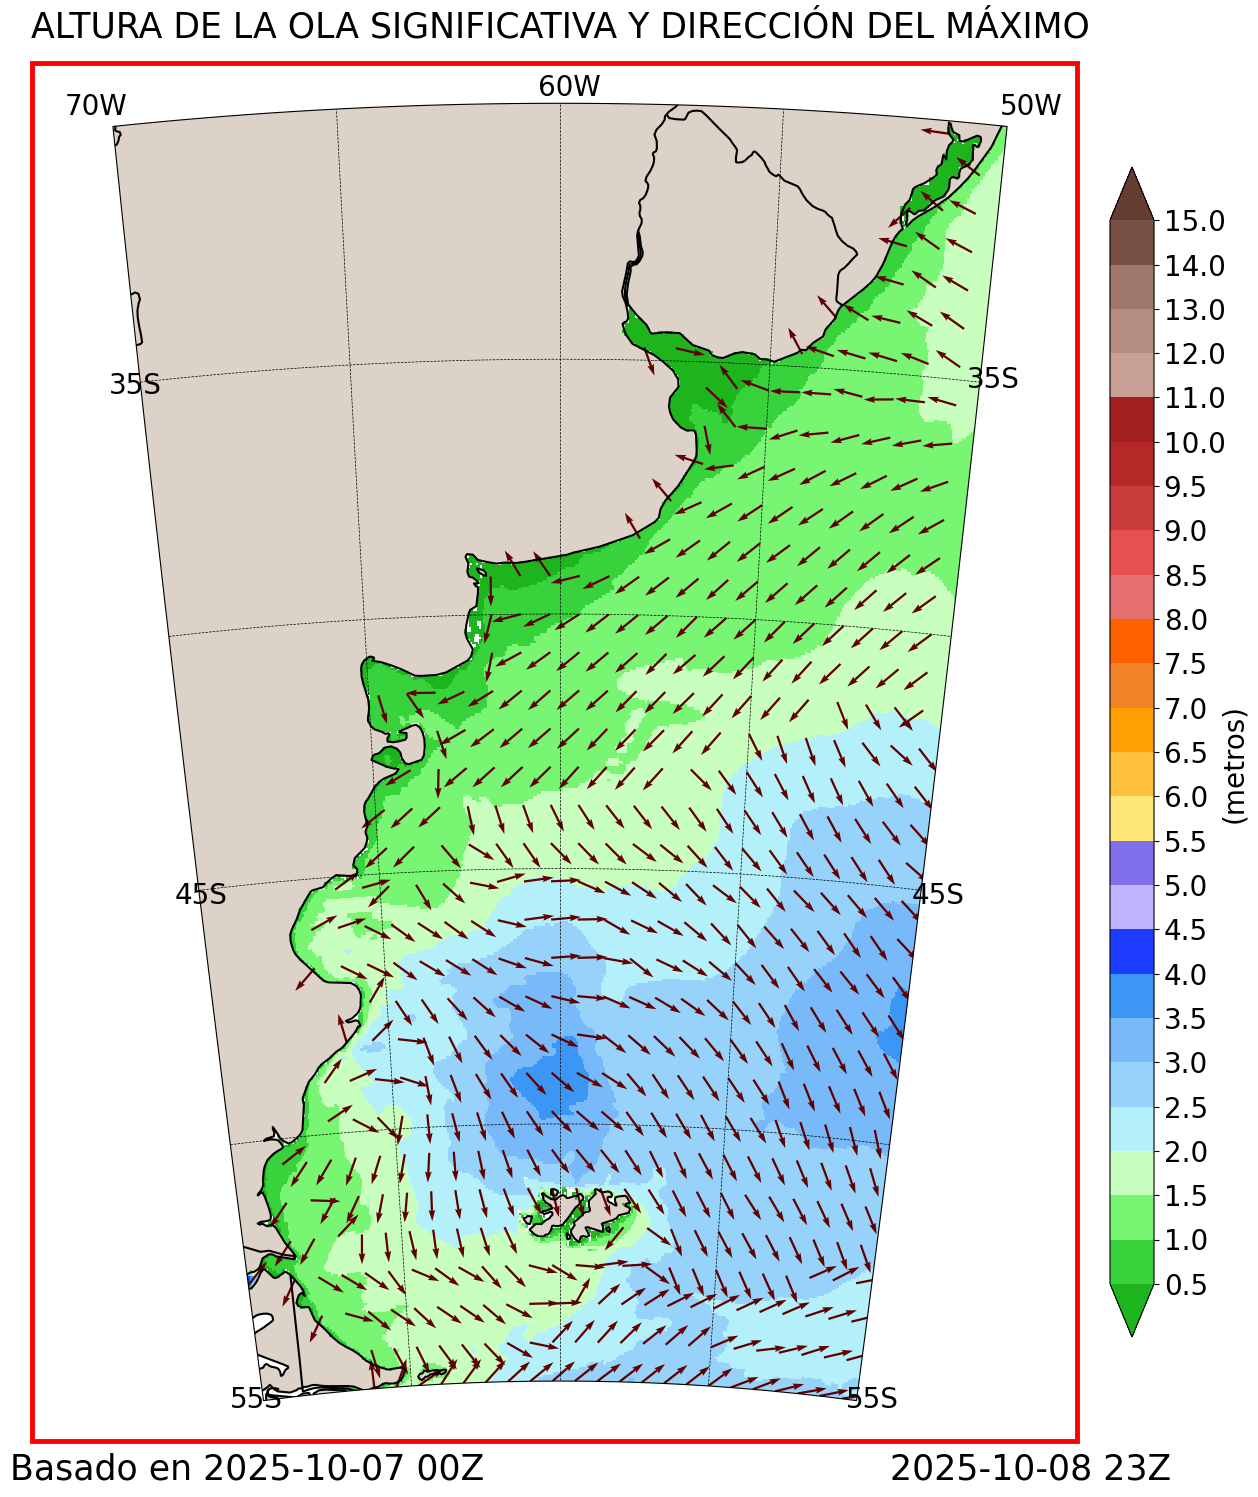 ALTURA DE LA OLA SIGNIFICATIVA Y DIRECCIÓN DEL MÁXIMO
70W
60W
50W
35S
35S
45S
45S
55S
55S
15.0
14.0
13.0
12.0
11.0
10.0
9.5
9.0
8.5
8.0
7.5
7.0
6.5
6.0
5.5
5.0
4.5
4.0
3.5
3.0
2.5
2.0
1.5
1.0
0.5
(metros)
Basado en 2025-10-07 00Z
2025-10-08 23Z